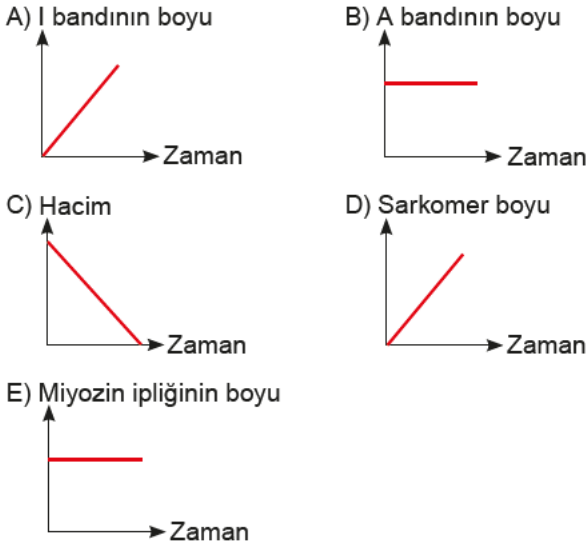 A) I bandının boyu
Zaman
B) A bandının boyu
Zaman
C) Hacim
Zaman
D) Sarkomer boyu
Zaman
E) Miyozin ipliğinin boyu
Zaman